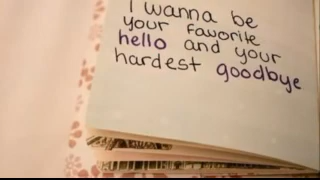 I wanna be
your favorite
hello and your
hardest goodbye